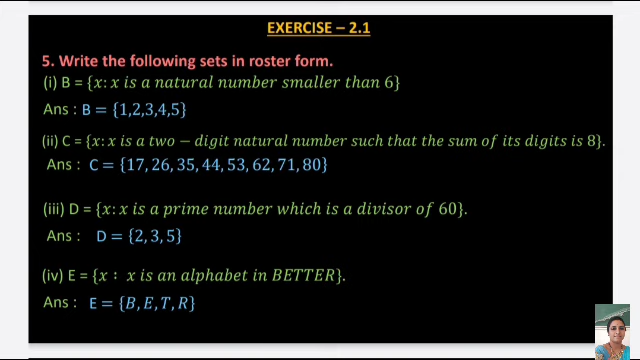 EXERCISE – 2.1
5. Write the following sets in roster form.
(i) B = {x: x is a natural number smaller than 6}
Ans : B = {1,2,3,4,5}
(ii) C = {x: x is a two – digit natural number such that the sum of its digits is 8}.
Ans : C = {17, 26, 35, 44, 53, 62, 71, 80}
(iii) D = {x: x is a prime number which is a divisor of 60}.
Ans : D = {2, 3, 5}
(iv) E = {x : x is an alphabet in BETTER}.
Ans : E = {B, E, T, R}